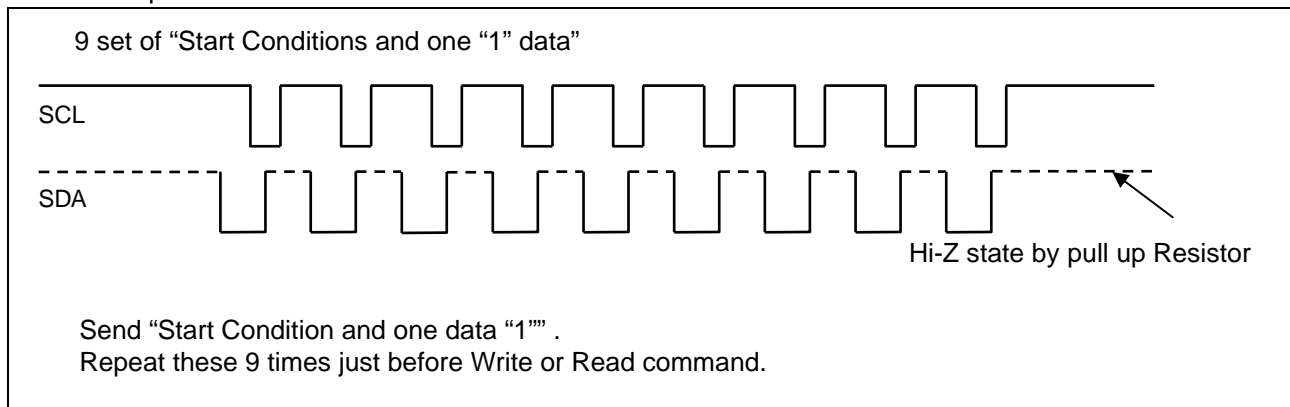 9 set of “Start Conditions and one “1” data”
SCL
SDA
Hi-Z state by pull up Resistor
Send “Start Condition and one data “1”” .
Repeat these 9 times just before Write or Read command.